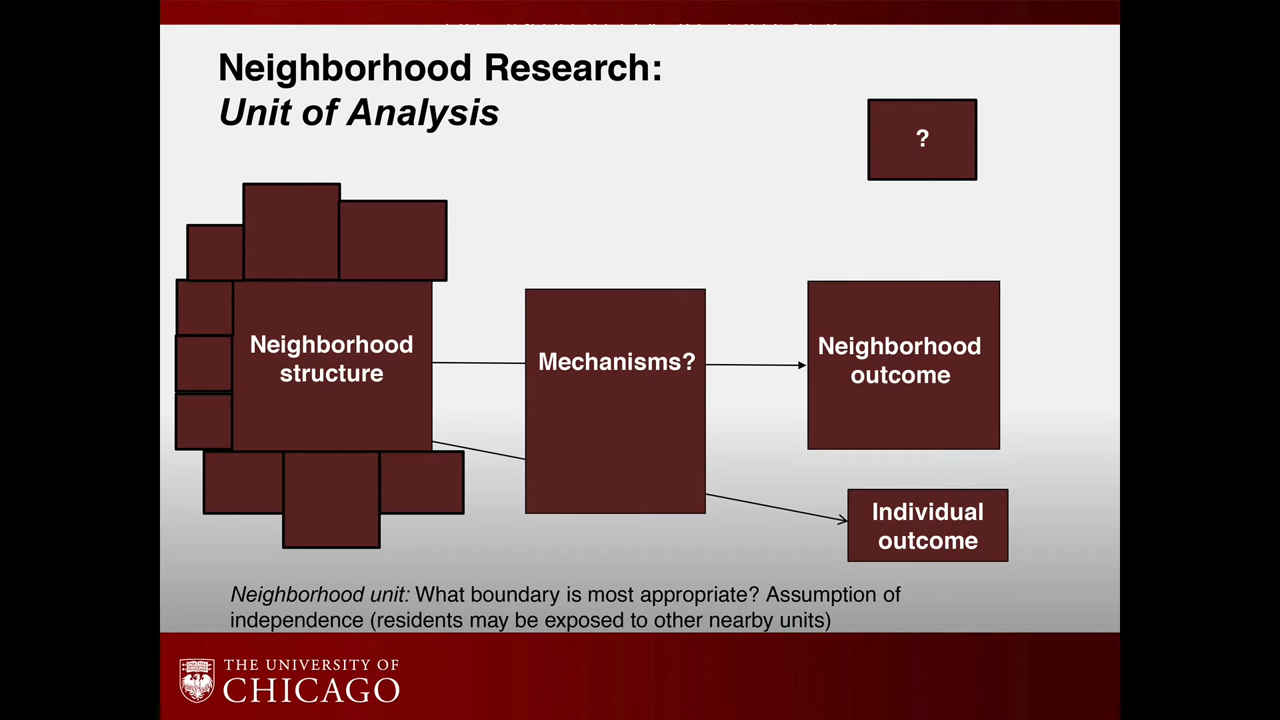 Neighborhood Research:
Unit of Analysis
?
Neighborhood
structure
Mechanisms?
Neighborhood
outcome
Individual
outcome
Neighborhood unit: What boundary is most appropriate? Assumption of
independence (residents may be exposed to other nearby units)
THE UNIVERSITY OF
CHICAGO